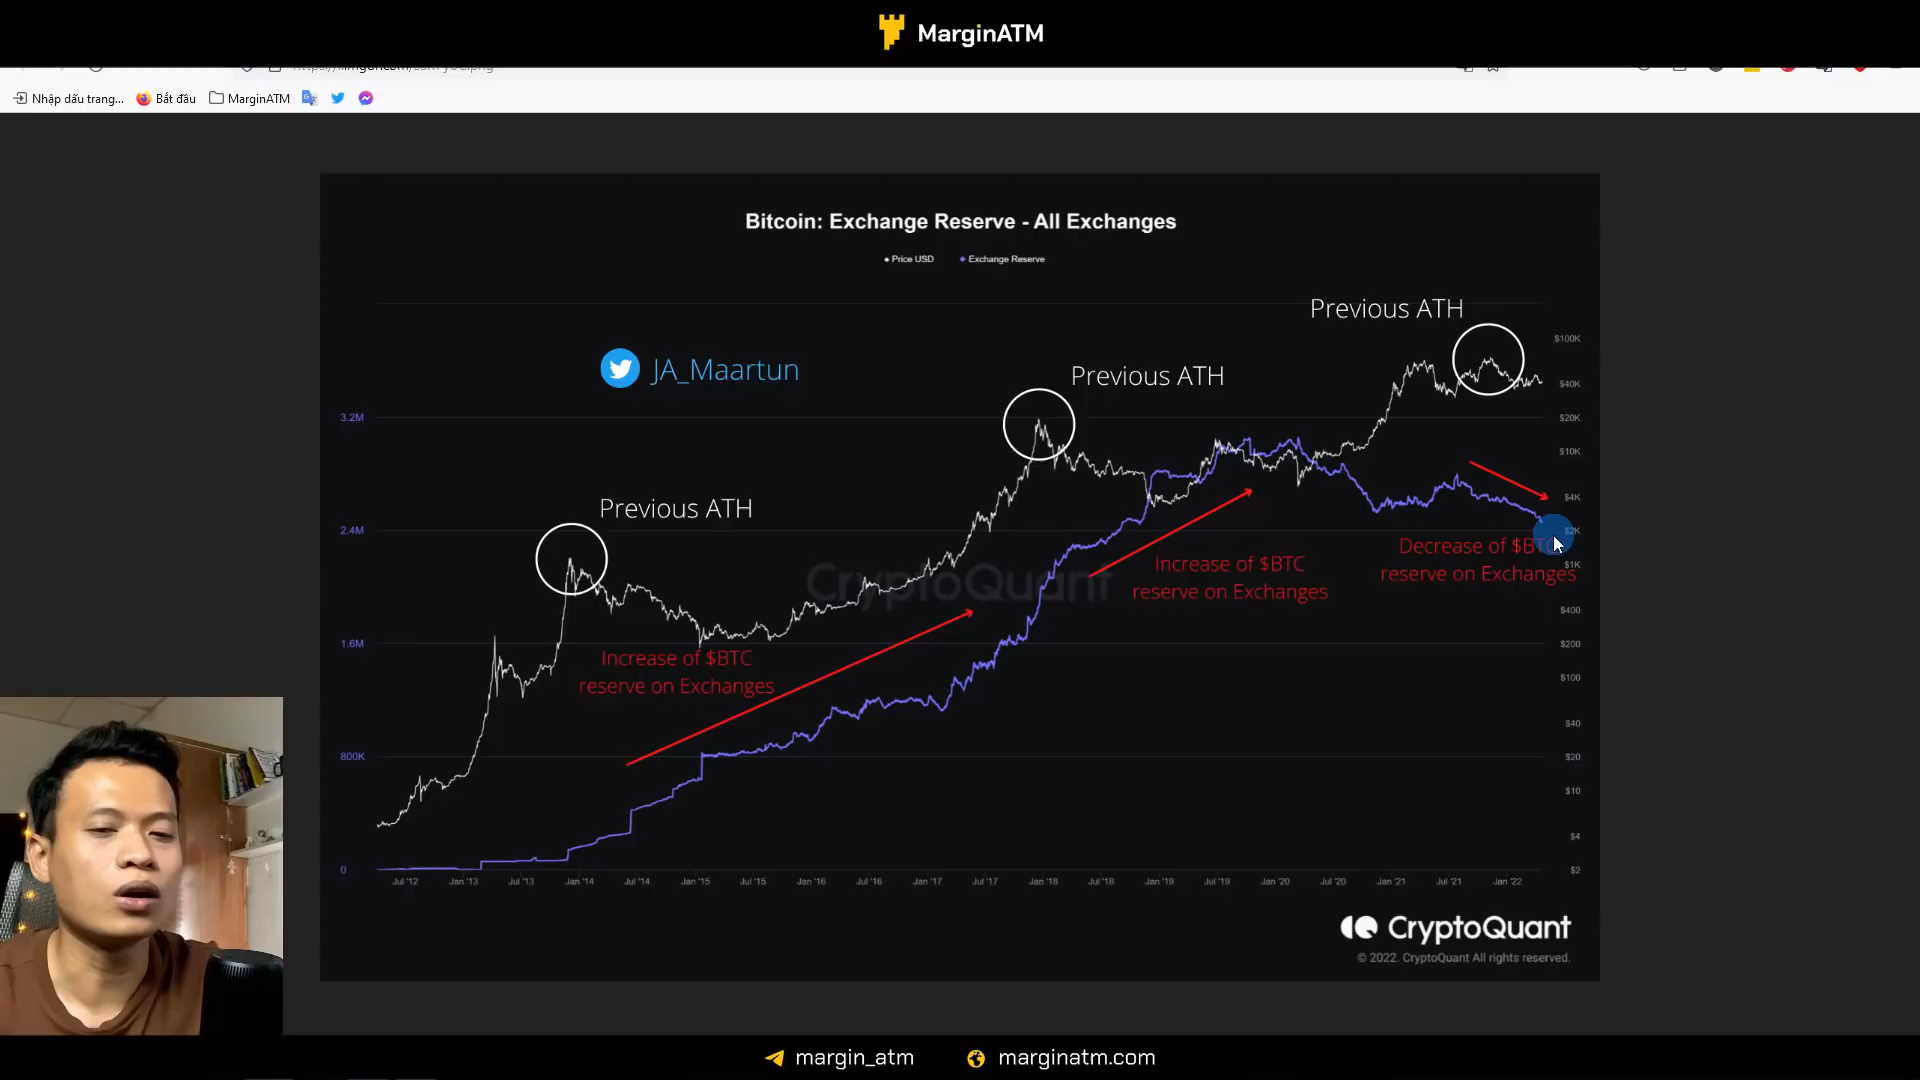 MarginATM
Nhập dấu trang...
Bắt đầu
MarginATM
Bitcoin: Exchange Reserve - All Exchanges
Price USD
Exchange Reserve
Previous ATH
JA_Maartun
Previous ATH
Previous ATH
Increase of $BTC
reserve on Exchanges
Increase of $BTC
reserve on Exchanges
Decrease of $BTC
reserve on Exchanges
CryptoQuant
3.2M
2.4M
1.6M
800K
0
$100K
$40K
$20K
$10K
$4K
$2K
$1K
$400
$200
$100
$40
$20
$10
$4
$2
Jul '12 Jan '13 Jul '13 Jan '14 Jul '14 Jan '15 Jul '15 Jan '16 Jul '16 Jan '17 Jul '17 Jan '18 Jul '18 Jan '19 Jul '19 Jan '20 Jul '20 Jan '21 Jul '21 Jan '22
CryptoQuant
© 2022. CryptoQuant All rights reserved.
margin_atm
marginatm.com